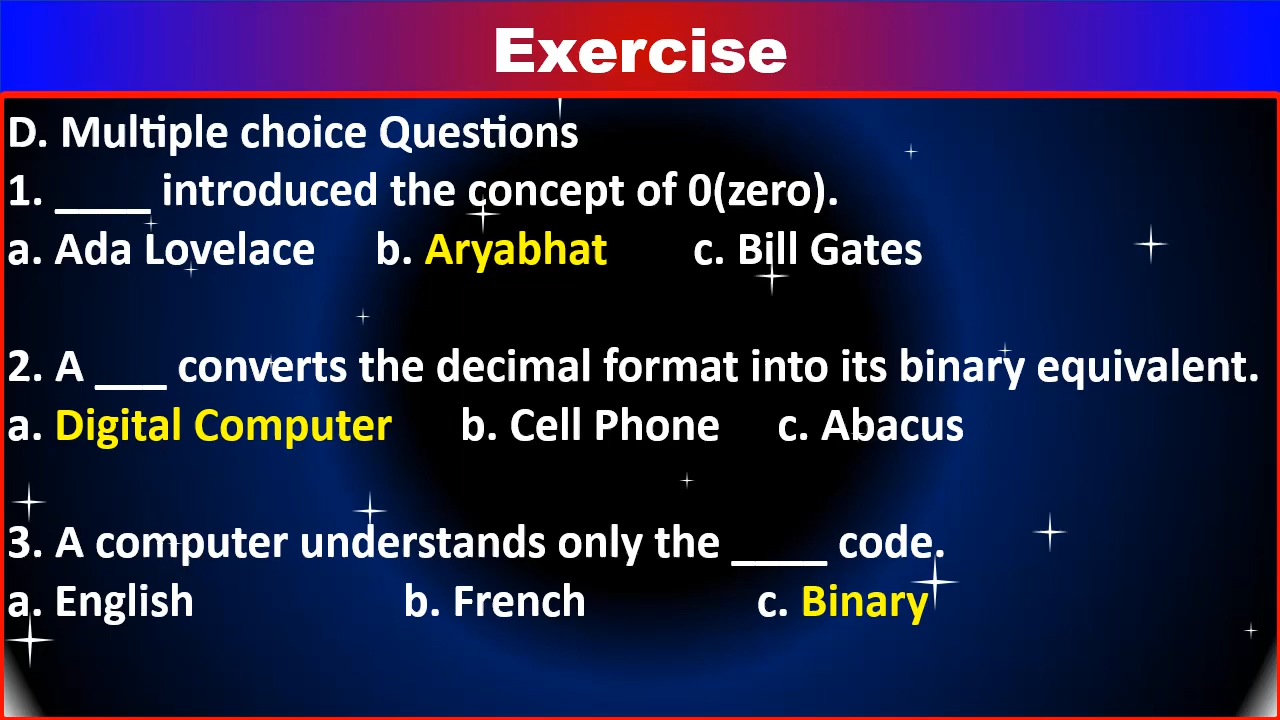 Exercise
D. Multiple choice Questions
1. ____ introduced the concept of 0(zero).
a. Ada Lovelace b. Aryabhat c. Bill Gates
2. A ___ converts the decimal format into its binary equivalent.
a. Digital Computer b. Cell Phone c. Abacus
3. A computer understands only the ____ code.
a. English b. French c. Binary